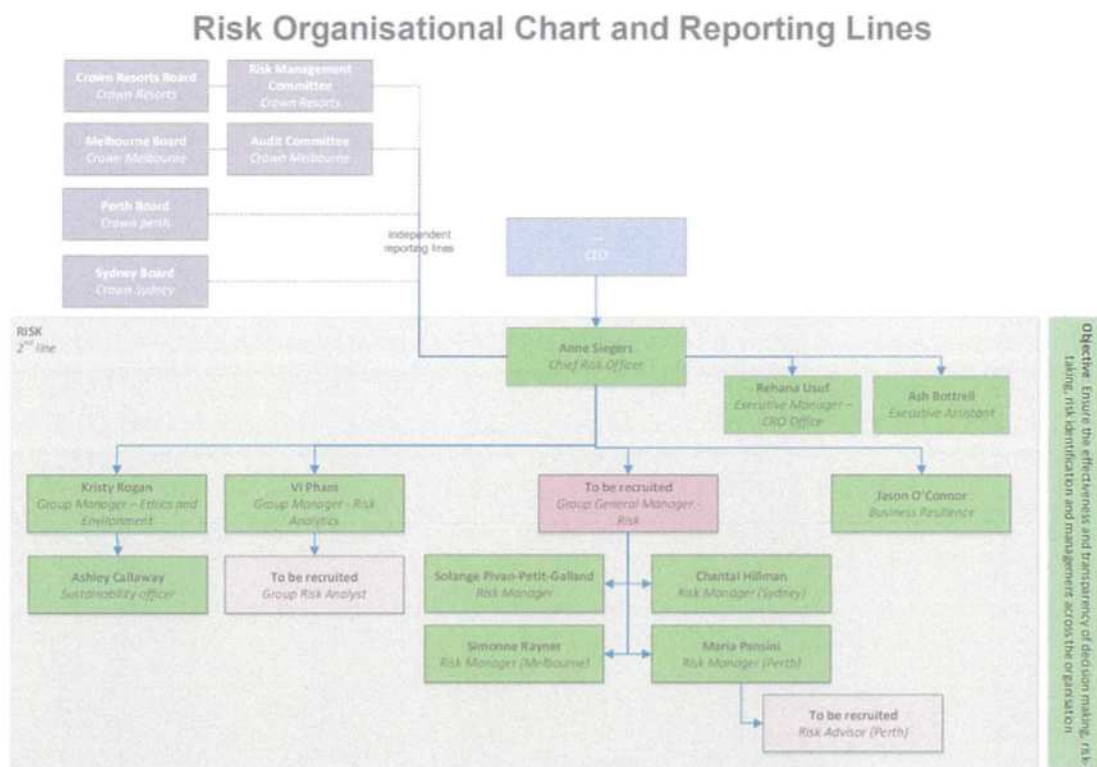 Risk Organisational Chart and Reporting Lines
Crown Resorts Board
Crown Resorts
Risk Management
Committee
Crown Resorts
Melbourne Board
Crown Melbourne
Audit Committee
Crown Melbourne
Perth Board
Crown perth
Sydney Board
Crown Sydney
independent
reporting lines
CEO
RISK
2nd line
Anne Siegers
Chief Risk Officer
Rehana Usuf
Executive Manager –
CRO Office
Ash Bottrell
Executive Assistant
Kristy Rogan
Group Manager – Ethics and
Environment
Vi Pham
Group Manager - Risk
Analytics
To be recruited
Group General Manager -
Risk
Jason O'Connor
Business Resilience
Ashley Callaway
Sustainability officer
To be recruited
Group Risk Analyst
Solange Pivan-Petit-Galland
Risk Manager
Chantal Hillman
Risk Manager (Sydney)
Simonne Rayner
Risk Manager (Melbourne)
Maria Pensini
Risk Manager (Perth)
To be recruited
Risk Advisor (Perth)
Objective Ensure the effectiveness and transparency of decision making, risk-
taking, risk identification and management across the organisation